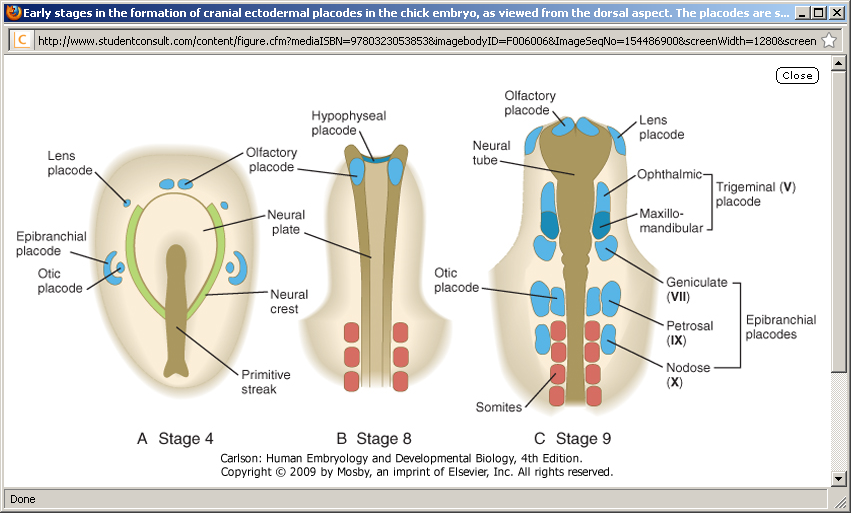 Early stages in the formation of cranial ectodermal placodes in the chick embryo, as viewed from the dorsal aspect. The placodes are s...
http://www.studentconsult.com/content/figure.cfm?mediaISBN=9780323053853&imagebodyID=F006006&ImageSeqNo=154486900&screenWidth=1280&screen
Close
Lens
placode
Olfactory
placode
Epibranchial
placode
Otic
placode
Neural
plate
Neural
crest
Primitive
streak
A Stage 4
Hypophyseal
placode
B Stage 8
Olfactory
placode
Lens
placode
Neural
tube
Ophthalmic
Maxillo-
mandibular
Trigeminal (V)
placode
Otic
placode
Geniculate
(VII)
Petrosal
(IX)
Nodose
(X)
Epibranchial
placodes
Somites
C Stage 9
Carlson: Human Embryology and Developmental Biology, 4th Edition.
Copyright © 2009 by Mosby, an imprint of Elsevier, Inc. All rights reserved.
Done